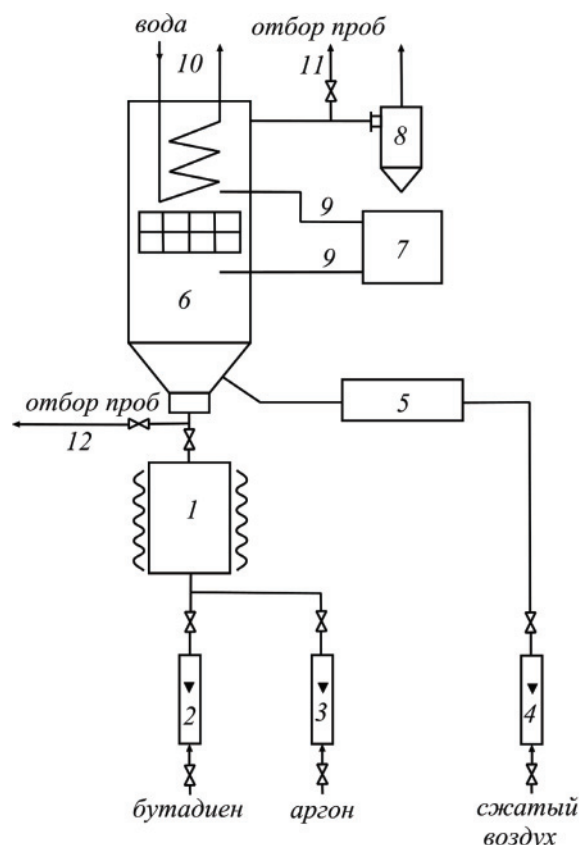 вода
отбор проб
10
11
8
9
9
7
6
отбор проб
12
5
1
2
3
4
бутадиен
аргон
сжатый
воздух